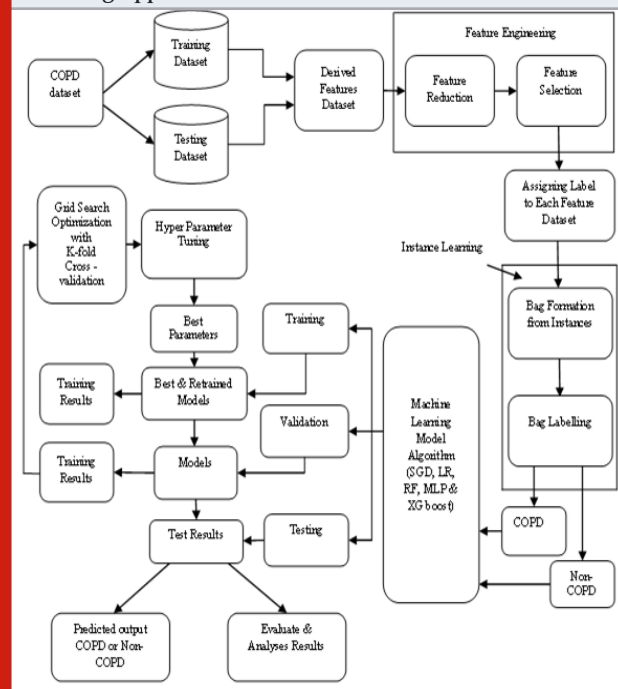 COPD
dataset
Training
Dataset
Testing
Dataset
Derived
Features
Dataset
Feature Engineering
Feature
Reduction
Feature
Selection
Assigning Label
to Each Feature
Dataset
Instance Learning
Bag Formation
from Instances
Bag Labelling
COPD
Non-
COPD
Machine
Learning
Model
Algorithm
(SGD, LR,
RF, MLP &
XG boost)
Training
Validation
Testing
Grid Search
Optimization
with
K-fold
Cross -
validation
Hyper Parameter
Tuning
Best
Parameters
Best & Retrained
Models
Training
Results
Models
Training
Results
Test Results
Predicted output
COPD or Non-
COPD
Evaluate &
Analyses Results